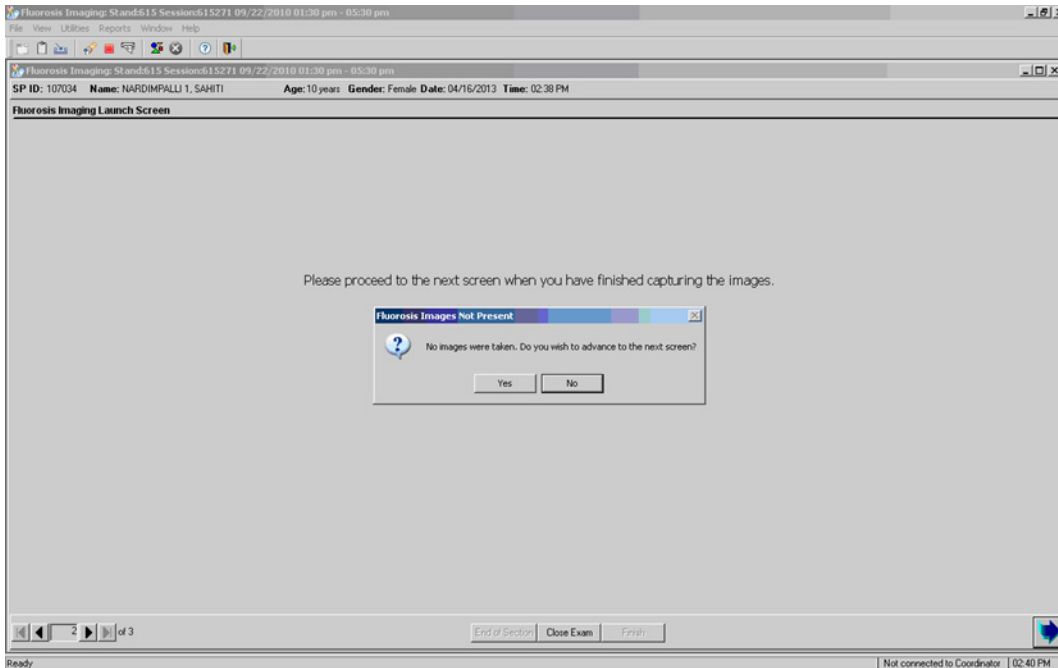 Fluorosis Imaging: Stand:615 Session:615271 09/22/2010 01:30 pm - 05:30 pm
File View Utilities Reports Window Help
Fluorosis Imaging: Stand:615 Session:615271 09/22/2010 01:30 pm - 05:30 pm
SP ID: 107034 Name: NARDIMPALLI 1, SAHITI Age: 10 years Gender: Female Date: 04/16/2013 Time: 02:38 PM
Fluorosis Imaging Launch Screen
Please proceed to the next screen when you have finished capturing the images.
Fluorosis Images Not Present
No images were taken. Do you wish to advance to the next screen?
Yes No
2 of 3 End of Section Close Exam Finish
Ready Not connected to Coordinator 02:40 PM